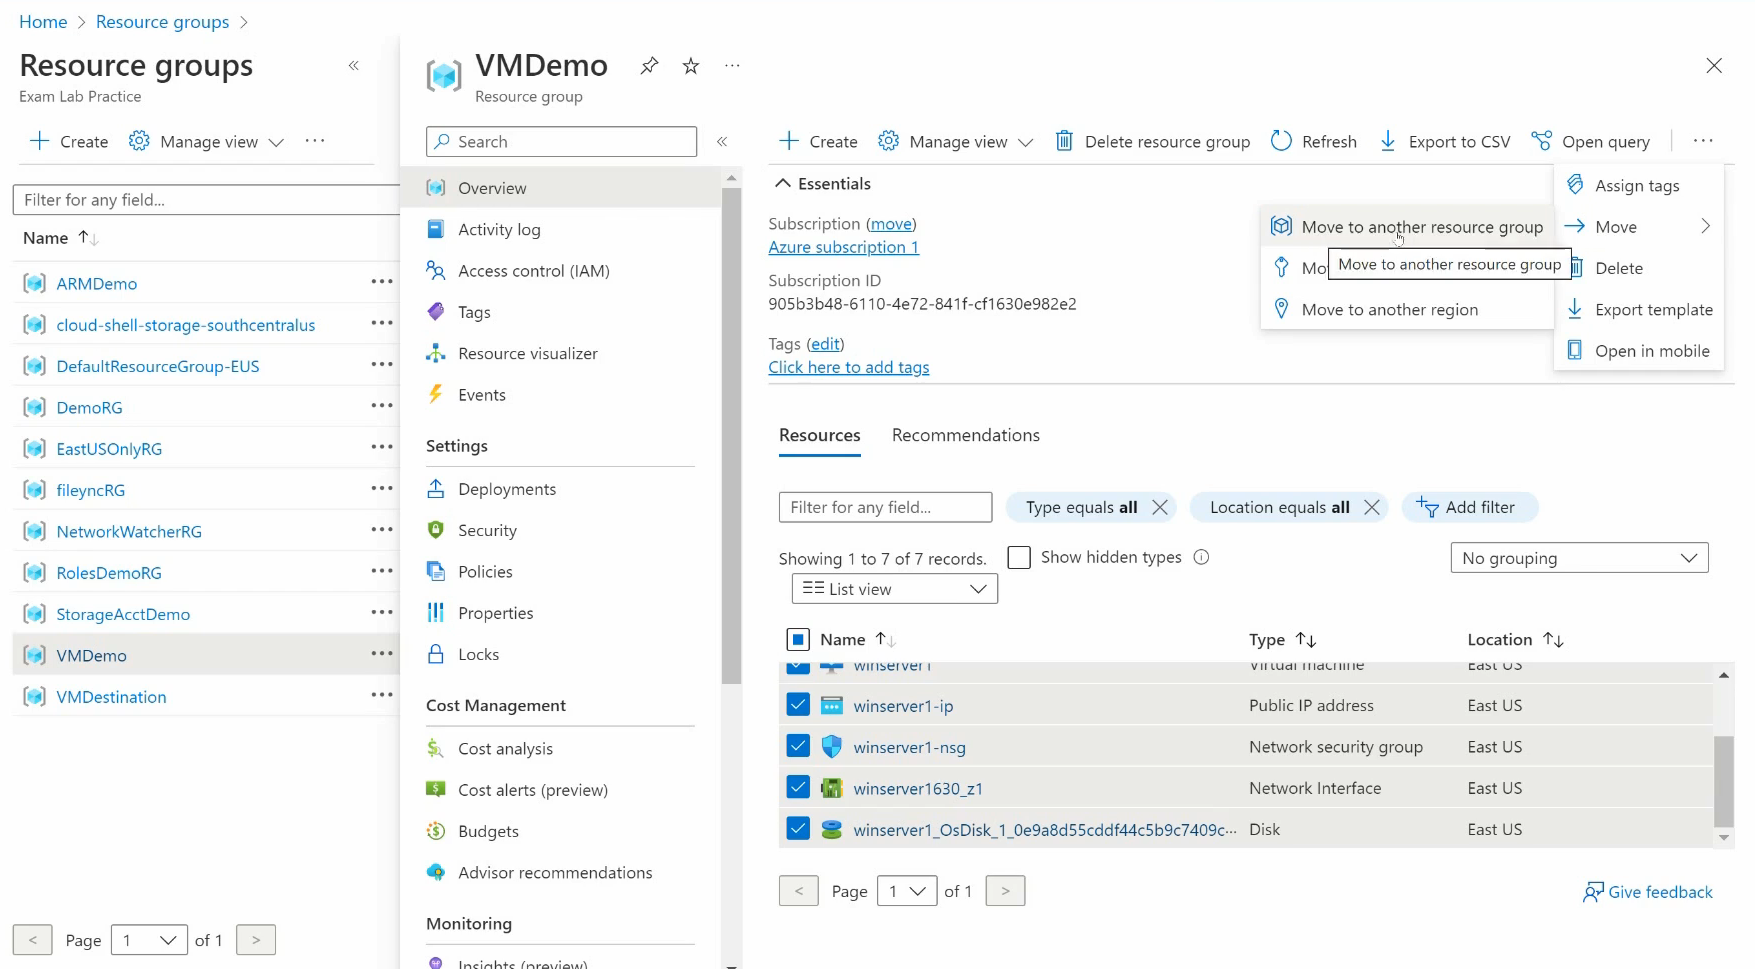 Home > Resource groups >
Resource groups «
Exam Lab Practice
+ Create Manage view ···
Filter for any field...
Name ↑↓
ARMDemo ···
cloud-shell-storage-southcentralus ···
DefaultResourceGroup-EUS ···
DemoRG ···
EastUSOnlyRG ···
fileyncRG ···
NetworkWatcherRG ···
RolesDemoRG ···
StorageAcctDemo ···
VMDemo ···
VMDestination ···
< Page 1 of 1 >
VMDemo ···
Resource group
Search «
Overview
Activity log
Access control (IAM)
Tags
Resource visualizer
Events
Settings
Deployments
Security
Policies
Properties
Locks
Cost Management
Cost analysis
Cost alerts (preview)
Budgets
Advisor recommendations
Monitoring
Insights (preview)
+ Create Manage view Delete resource group Refresh Export to CSV Open query ···
Essentials
Subscription (move)
Azure subscription 1
Subscription ID
905b3b48-6110-4e72-841f-cf1630e982e2
Tags (edit)
Click here to add tags
Assign tags
Move >
Delete
Export template
Open in mobile
Move to another resource group
Move to another resource group
Move to another region
Resources Recommendations
Filter for any field... Type equals all Location equals all Add filter
Showing 1 to 7 of 7 records. Show hidden types No grouping
List view
Name ↑↓ Type ↑↓ Location ↑↓
winserver1 Virtual machine East US
winserver1-ip Public IP address East US
winserver1-nsg Network security group East US
winserver1630_z1 Network Interface East US
winserver1_OsDisk_1_0e9a8d55cddf44c5b9c7409c··· Disk East US
< Page 1 of 1 >
Give feedback